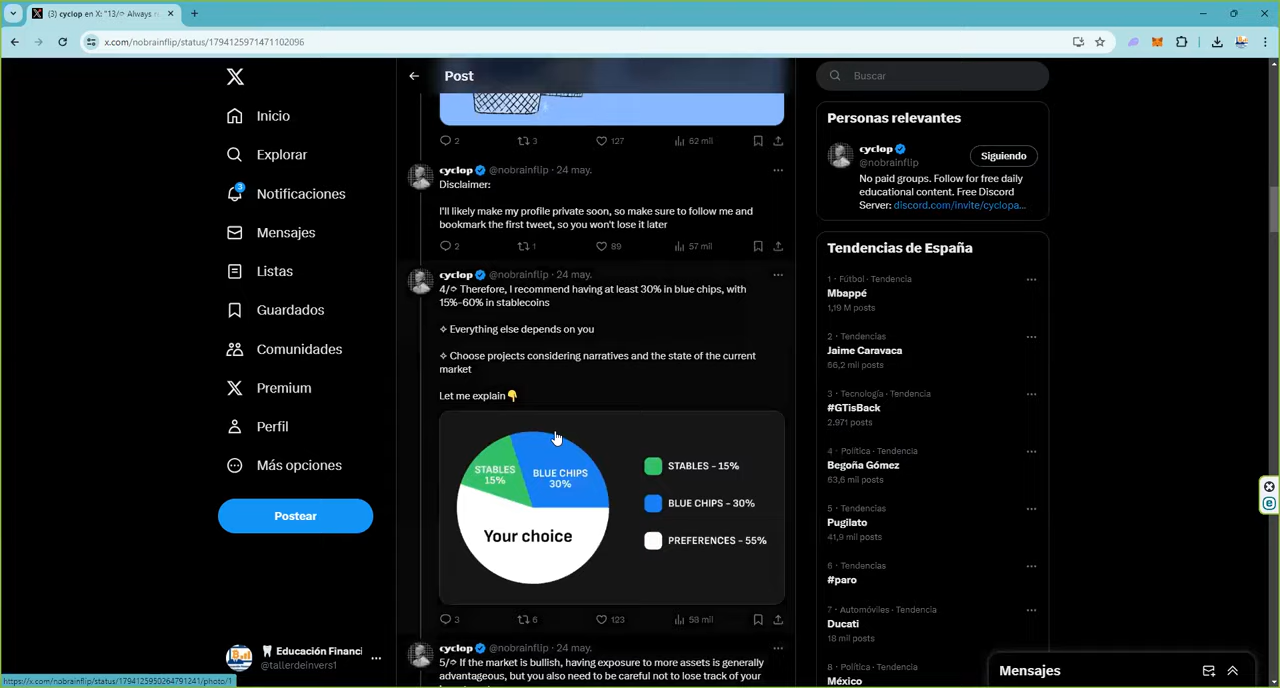 (3) cyclop en X: "13/
x.com/nobrainflip/status/1794125971471102096
Inicio
Explorar
3
Notificaciones
Mensajes
Listas
Guardados
Comunidades
Premium
Perfil
Más opciones
Postear
Educación Financi
@tallerdeinvers1
https://x.com/nobrainflip/status/1794125950264791241/photo/1
Post
2 3 127 62 mil
cyclop @nobrainflip · 24 may.
Disclaimer:
I'll likely make my profile private soon, so make sure to follow me and
bookmark the first tweet, so you won't lose it later
2 1 89 57 mil
cyclop @nobrainflip · 24 may.
4/ Therefore, I recommend having at least 30% in blue chips, with
15%-60% in stablecoins
✧ Everything else depends on you
✧ Choose projects considering narratives and the state of the current
market
Let me explain👇
STABLES
15%
BLUE CHIPS
30%
Your choice
STABLES - 15%
BLUE CHIPS - 30%
PREFERENCES - 55%
3 6 123 58 mil
cyclop @nobrainflip · 24 may.
5/ If the market is bullish, having exposure to more assets is generally
advantageous, but you also need to be careful not to lose track of your
Buscar
Personas relevantes
cyclop
@nobrainflip
Siguiendo
No paid groups. Follow for free daily
educational content. Free Discord
Server: discord.com/invite/cyclopa...
Tendencias de España
1 · Fútbol · Tendencia
Mbappé
1,19 M posts
2 · Tendencias
Jaime Caravaca
66,2 mil posts
3 · Tecnología · Tendencia
#GTisBack
2.971 posts
4 · Política · Tendencia
Begoña Gómez
63,6 mil posts
5 · Tendencias
Pugilato
41,9 mil posts
6 · Tendencias
#paro
7 · Automóviles · Tendencia
Ducati
18 mil posts
8 · Política · Tendencia
México
Mensajes